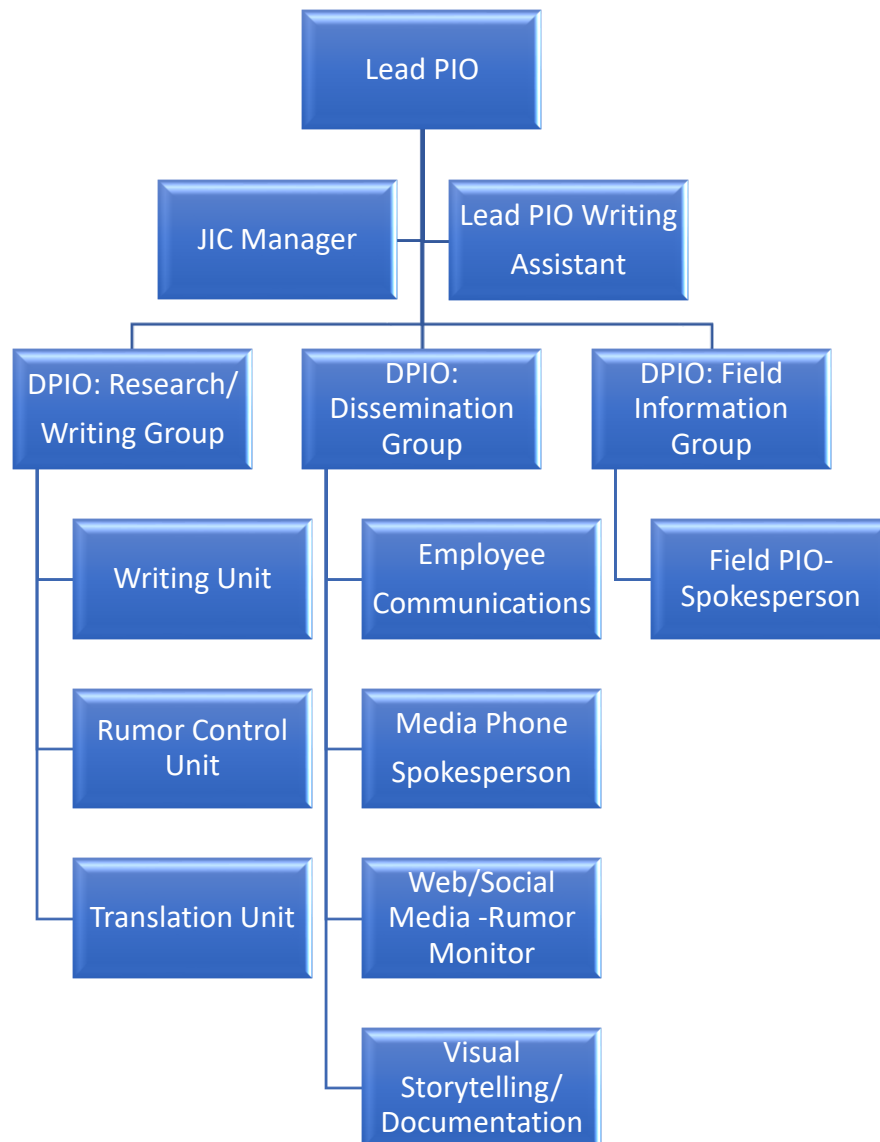 Lead PIO
JIC Manager
Lead PIO Writing
Assistant
DPIO: Research/
Writing Group
DPIO:
Dissemination
Group
DPIO: Field
Information
Group
Writing Unit
Rumor Control
Unit
Translation Unit
Employee
Communications
Media Phone
Spokesperson
Web/Social
Media -Rumor
Monitor
Visual
Storytelling/
Documentation
Field PIO-
Spokesperson